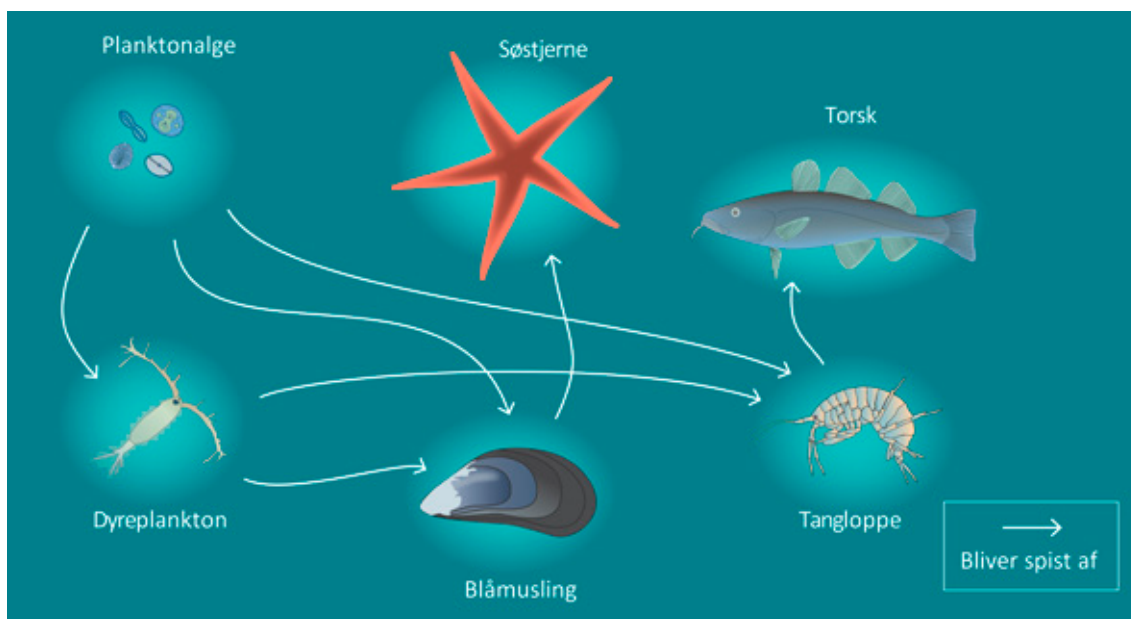 Planktonalge
Søstjerne
Torsk
Dyreplankton
Blåmusling
Tangloppe
Bliver spist af